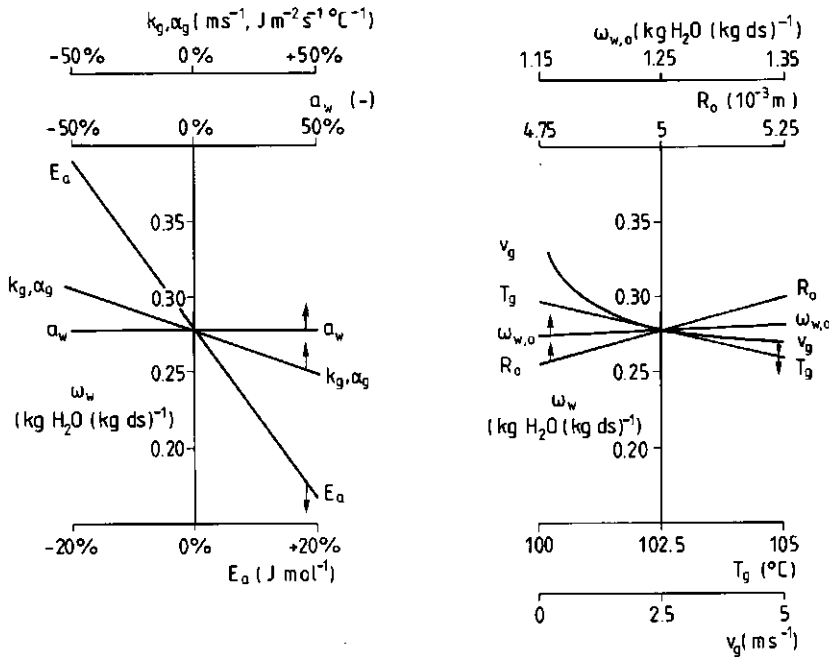 k_g,α_g ( ms⁻¹, J m⁻² s⁻¹ °C⁻¹ )
-50% 0% +50%
a_w (-)
-50% 0% 50%
E_a
0.35
k_g,α_g
0.30
a_w a_w
0.25
k_g,α_g
ω_w
(kg H₂O (kg ds)⁻¹)
0.20
E_a
-20% 0% +20%
E_a (J mol⁻¹)
ω_w,o (kg H₂O (kg ds)⁻¹
1.15 1.25 1.35
R_o (10⁻³ m)
4.75 5 5.25
0.35
v_g
T_g 0.30 R_o
ω_w,o ω_w,o
v_g
R_o 0.25 T_g
ω_w
(kg H₂O (kg ds)⁻¹)
0.20
100 102.5 105
T_g (°C)
0 2.5 5
v_g (ms⁻¹)